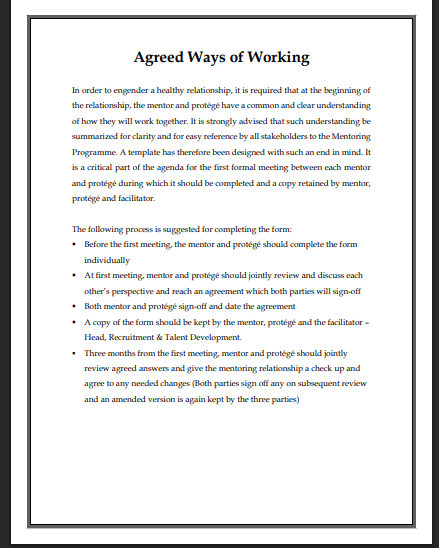 Agreed Ways of Working
In order to engender a healthy relationship, it is required that at the beginning of
the relationship, the mentor and protégé have a common and clear understanding
of how they will work together. It is strongly advised that such understanding be
summarized for clarity and for easy reference by all stakeholders to the Mentoring
Programme. A template has therefore been designed with such an end in mind. It
is a critical part of the agenda for the first formal meeting between each mentor
and protégé during which it should be completed and a copy retained by mentor,
protégé and facilitator.
The following process is suggested for completing the form:
▪ Before the first meeting, the mentor and protégé should complete the form
individually
▪ At first meeting, mentor and protégé should jointly review and discuss each
other's perspective and reach an agreement which both parties will sign-off
▪ Both mentor and protégé sign-off and date the agreement
▪ A copy of the form should be kept by the mentor, protégé and the facilitator –
Head, Recruitment & Talent Development.
▪ Three months from the first meeting, mentor and protégé should jointly
review agreed answers and give the mentoring relationship a check up and
agree to any needed changes (Both parties sign off any on subsequent review
and an amended version is again kept by the three parties)